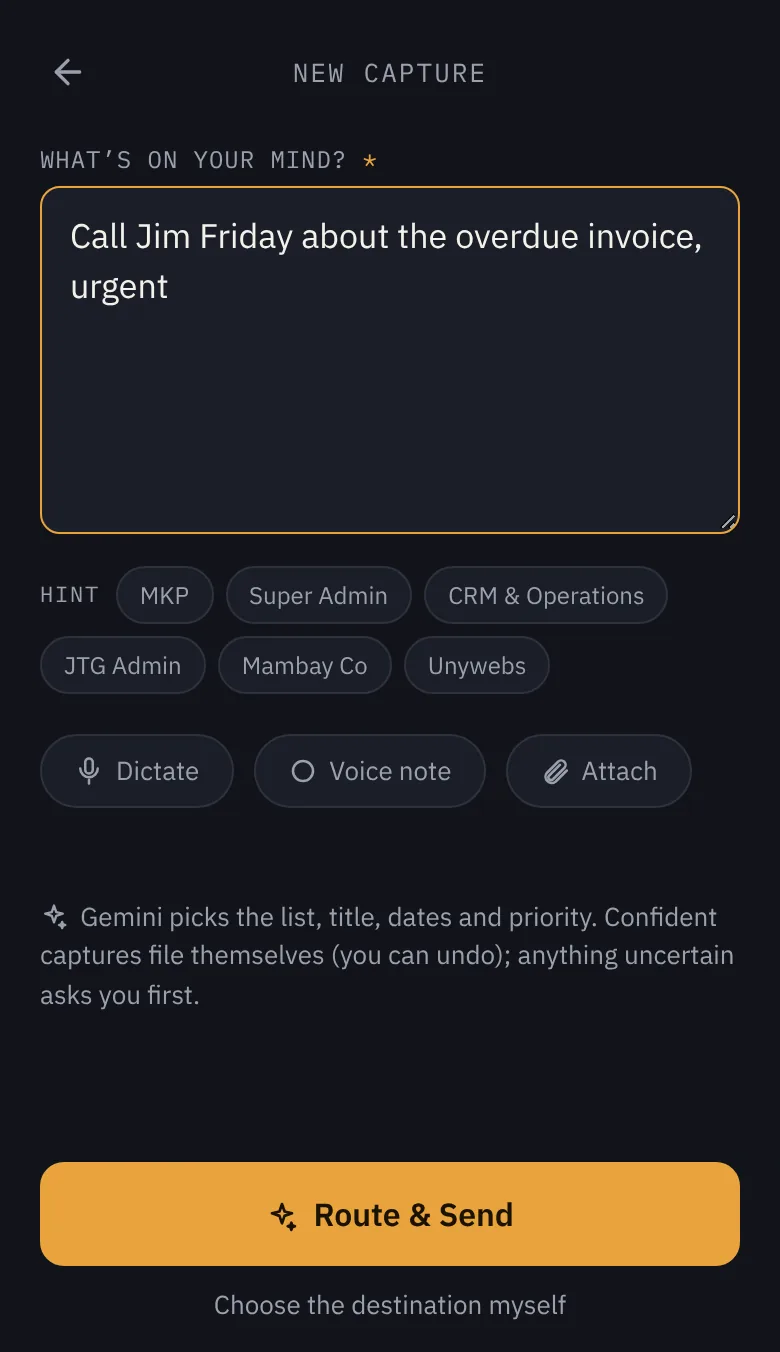 NEW CAPTURE
WHAT’S ON YOUR MIND? *
Call Jim Friday about the overdue invoice,
urgent
HINT MKP Super Admin CRM & Operations
JTG Admin Mambay Co Unywebs
Dictate Voice note Attach
Gemini picks the list, title, dates and priority. Confident
captures file themselves (you can undo); anything uncertain
asks you first.
Route & Send
Choose the destination myself